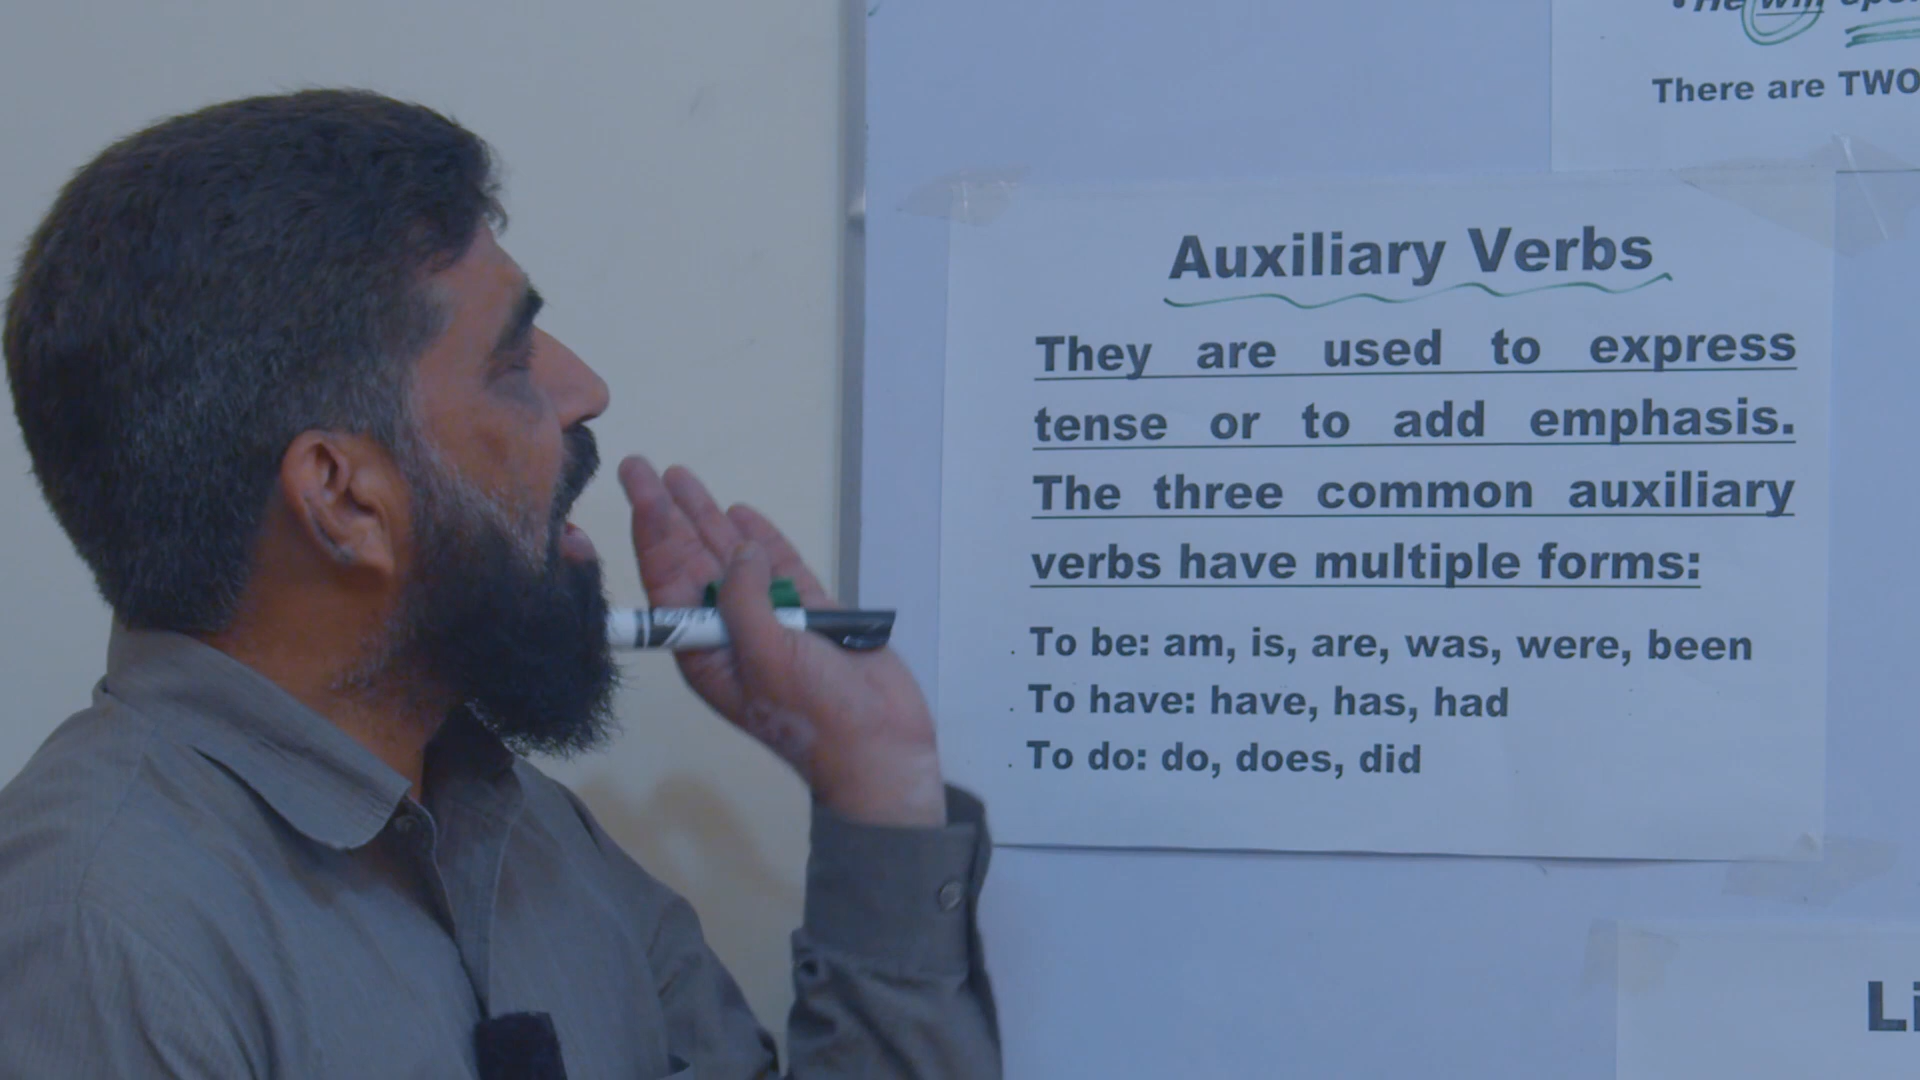 • He will
There are TWO
Auxiliary Verbs
They are used to express
tense or to add emphasis.
The three common auxiliary
verbs have multiple forms:
. To be: am, is, are, was, were, been
. To have: have, has, had
. To do: do, does, did